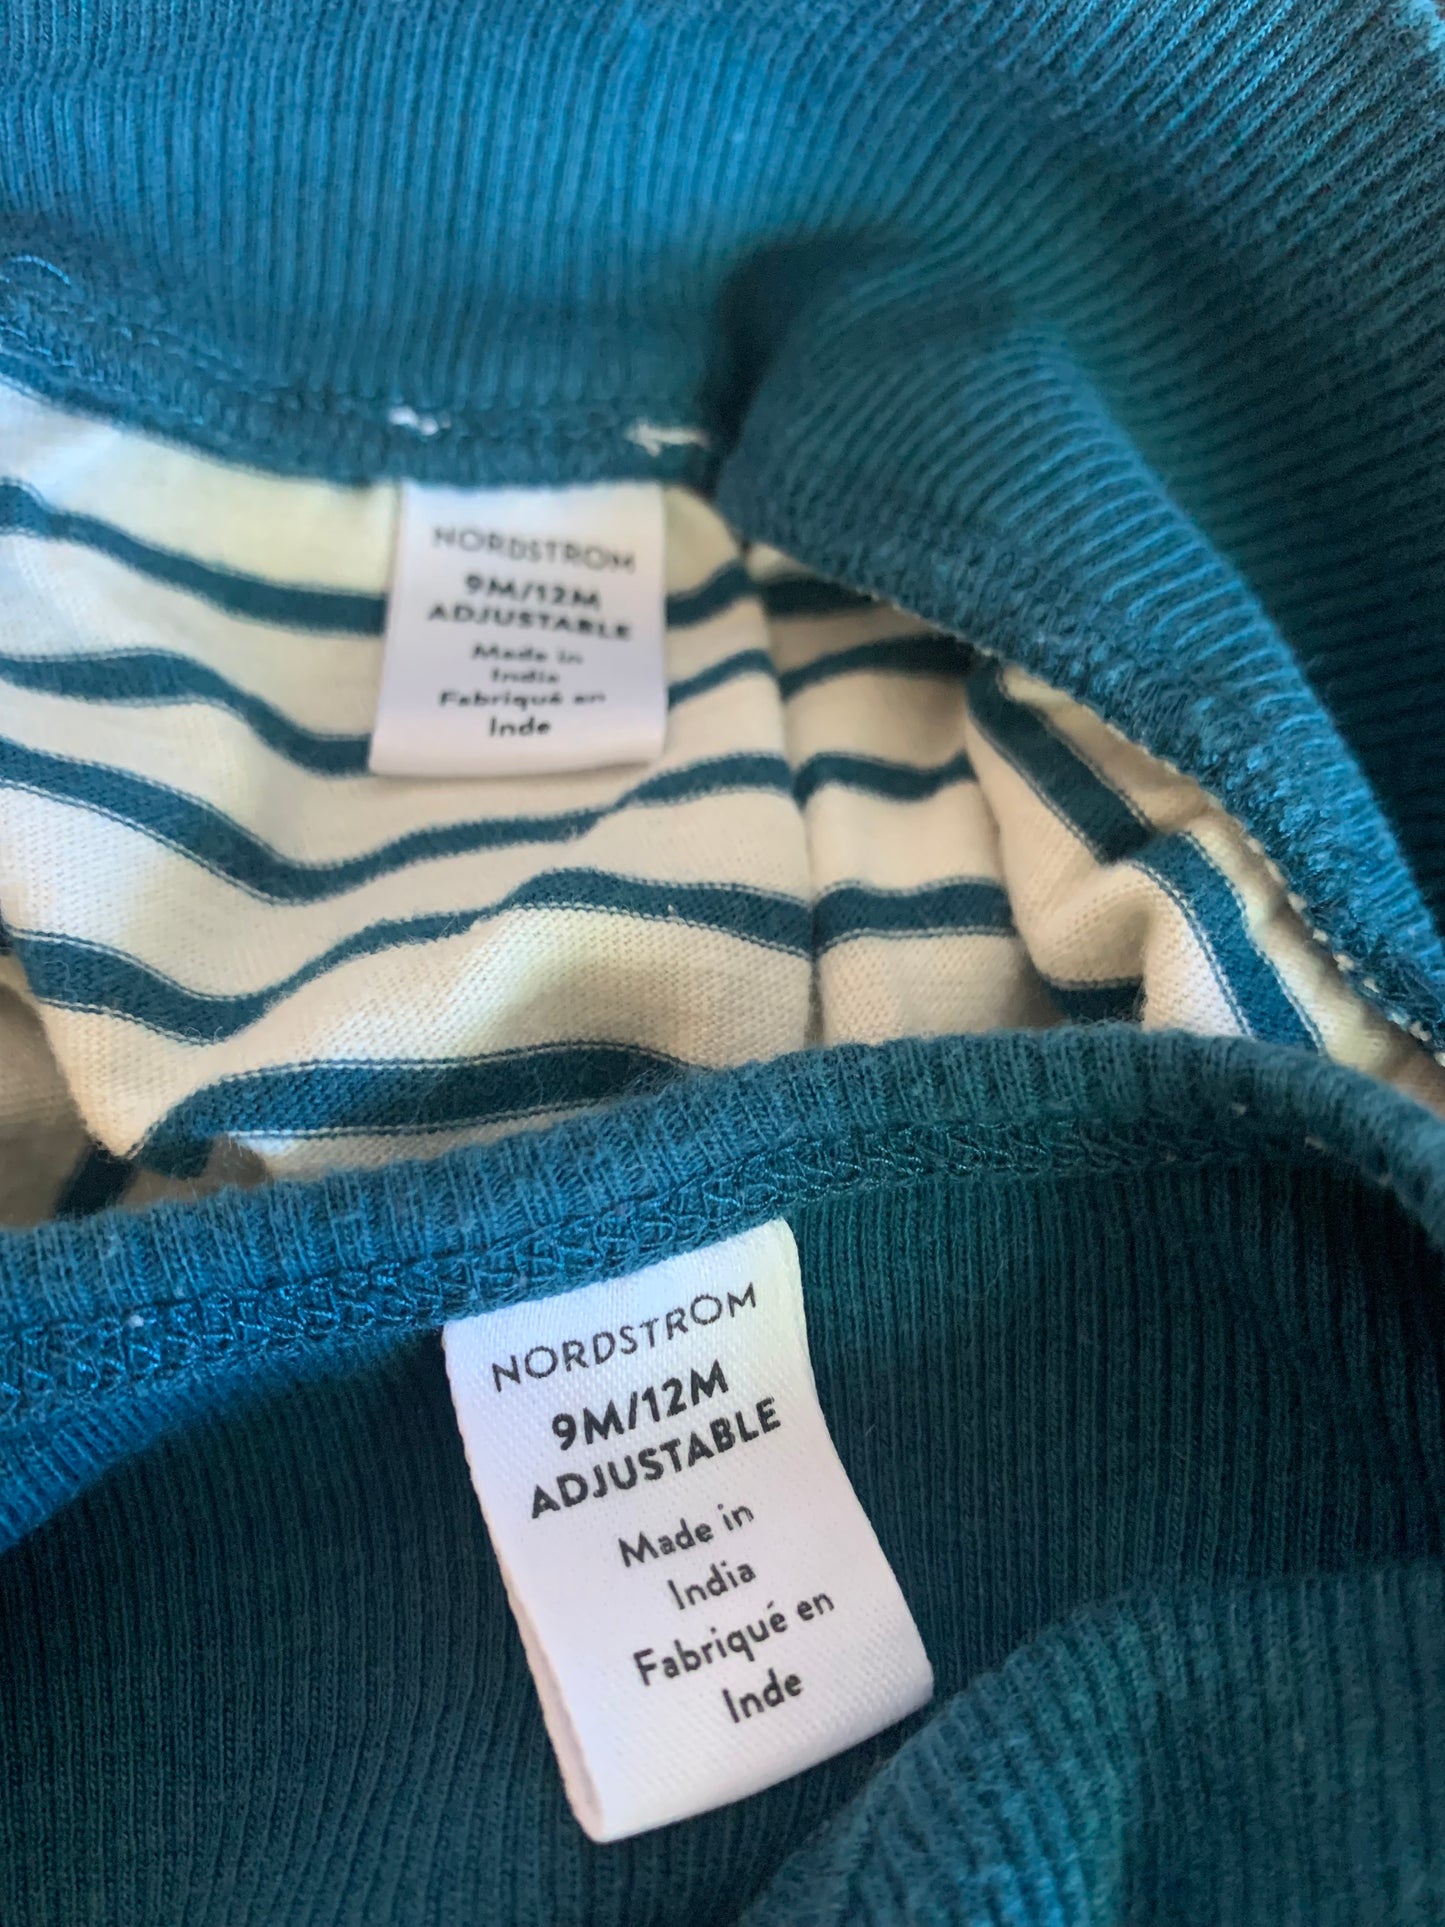 NORDSTROM
9M/12M
ADJUSTABLE
Made in
India
Fabriqué en
Inde
NORDSTROM
9M/12M
ADJUSTABLE
Made in
India
Fabriqué en
Inde